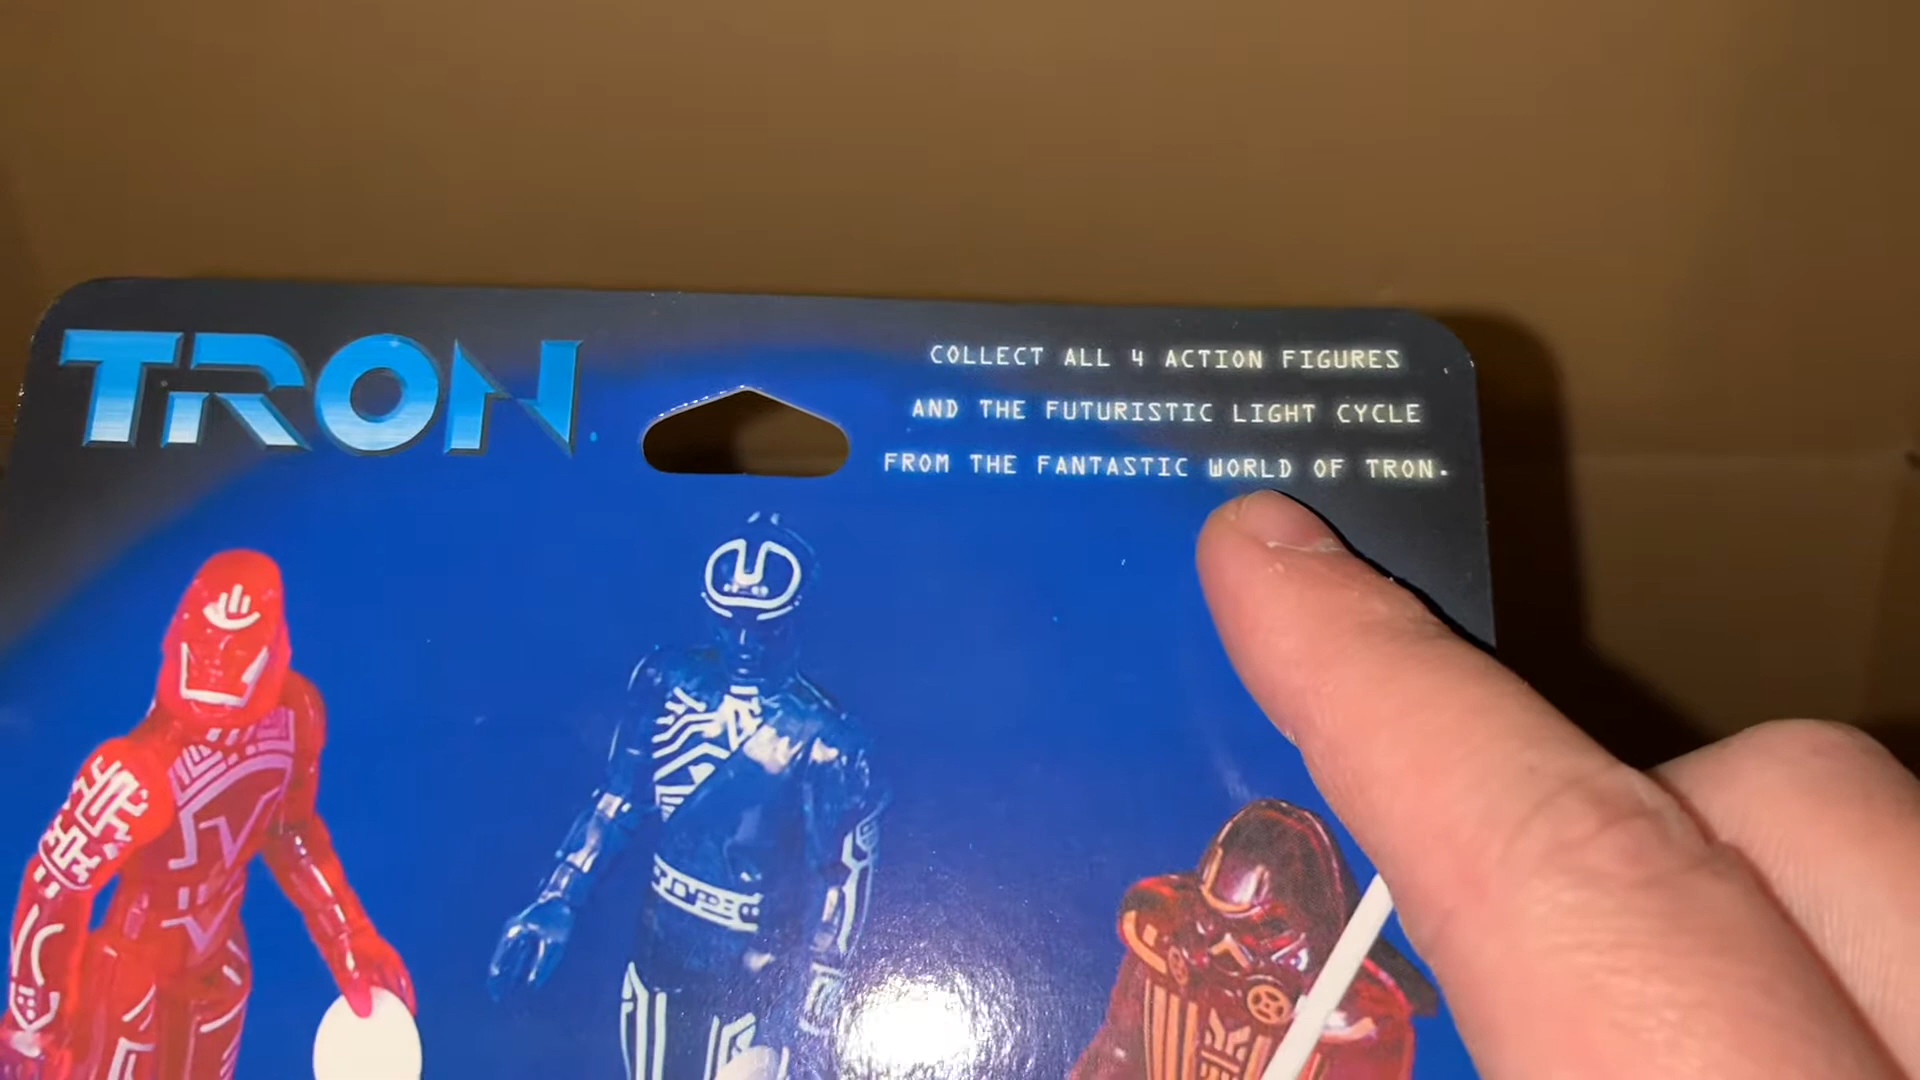 TRON
COLLECT ALL 4 ACTION FIGURES
AND THE FUTURISTIC LIGHT CYCLE
FROM THE FANTASTIC WORLD OF TRON.